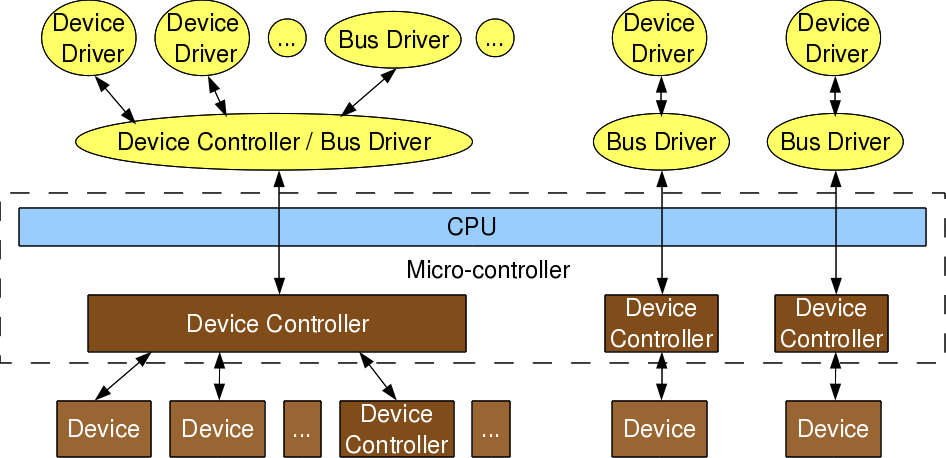 Device
Driver
Device
Driver
...
Bus Driver
...
Device
Driver
Device
Driver
Device Controller / Bus Driver
Bus Driver
Bus Driver
CPU
Micro-controller
Device Controller
Device
Controller
Device
Controller
Device
Device
...
Device
Controller
...
Device
Device